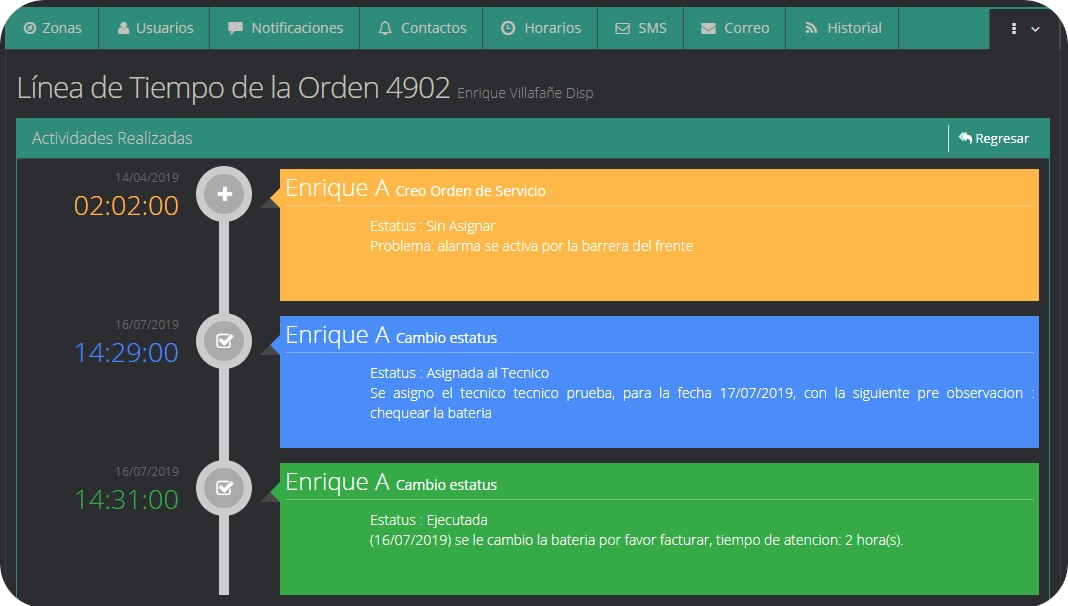 Zonas Usuarios Notificaciones Contactos Horarios SMS Correo Historial
Línea de Tiempo de la Orden 4902 Enrique Villafañe Disp
Actividades Realizadas Regresar
14/04/2019
02:02:00
Enrique A Creo Orden de Servicio
Estatus : Sin Asignar
Problema: alarma se activa por la barrera del frente
16/07/2019
14:29:00
Enrique A Cambio estatus
Estatus : Asignada al Tecnico
Se asigno el tecnico tecnico prueba, para la fecha 17/07/2019, con la siguiente pre observacion :
chequear la bateria
16/07/2019
14:31:00
Enrique A Cambio estatus
Estatus : Ejecutada
(16/07/2019) se le cambio la bateria por favor facturar, tiempo de atencion: 2 hora(s).